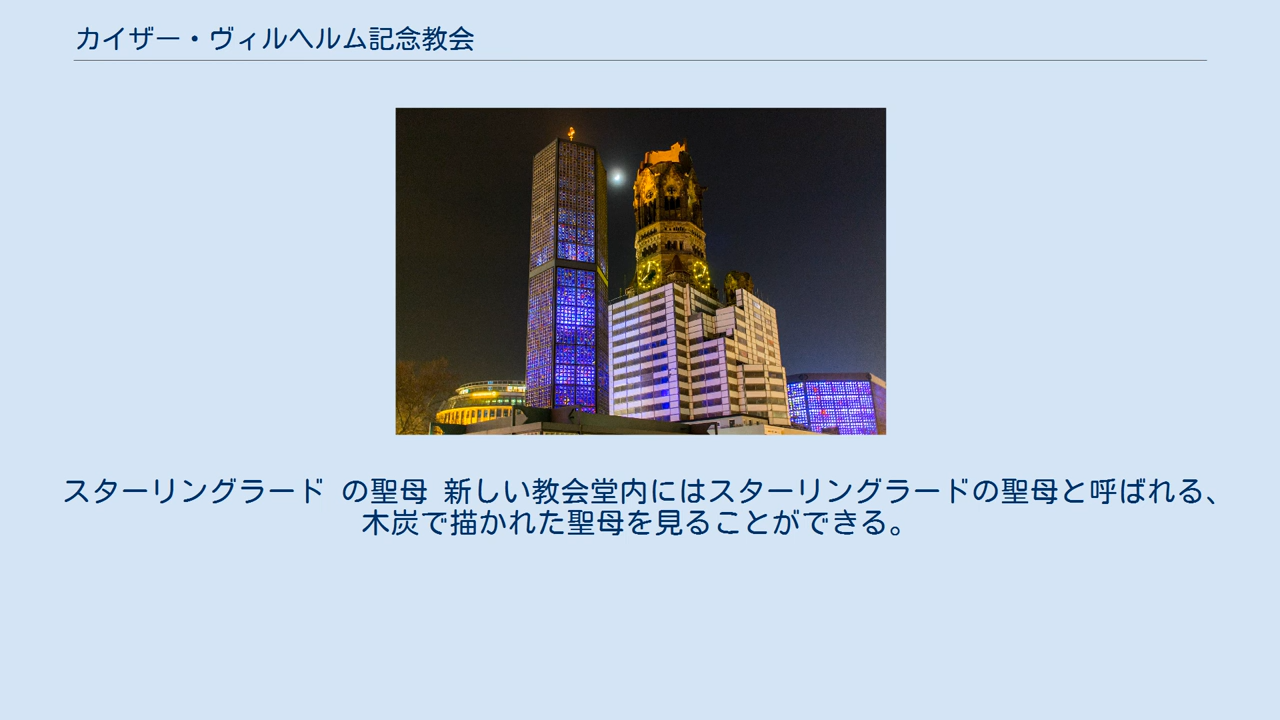 カイザー・ヴィルヘルム記念教会
スターリングラード の聖母 新しい教会堂内にはスターリングラードの聖母と呼ばれる、
木炭で描かれた聖母を見ることができる。